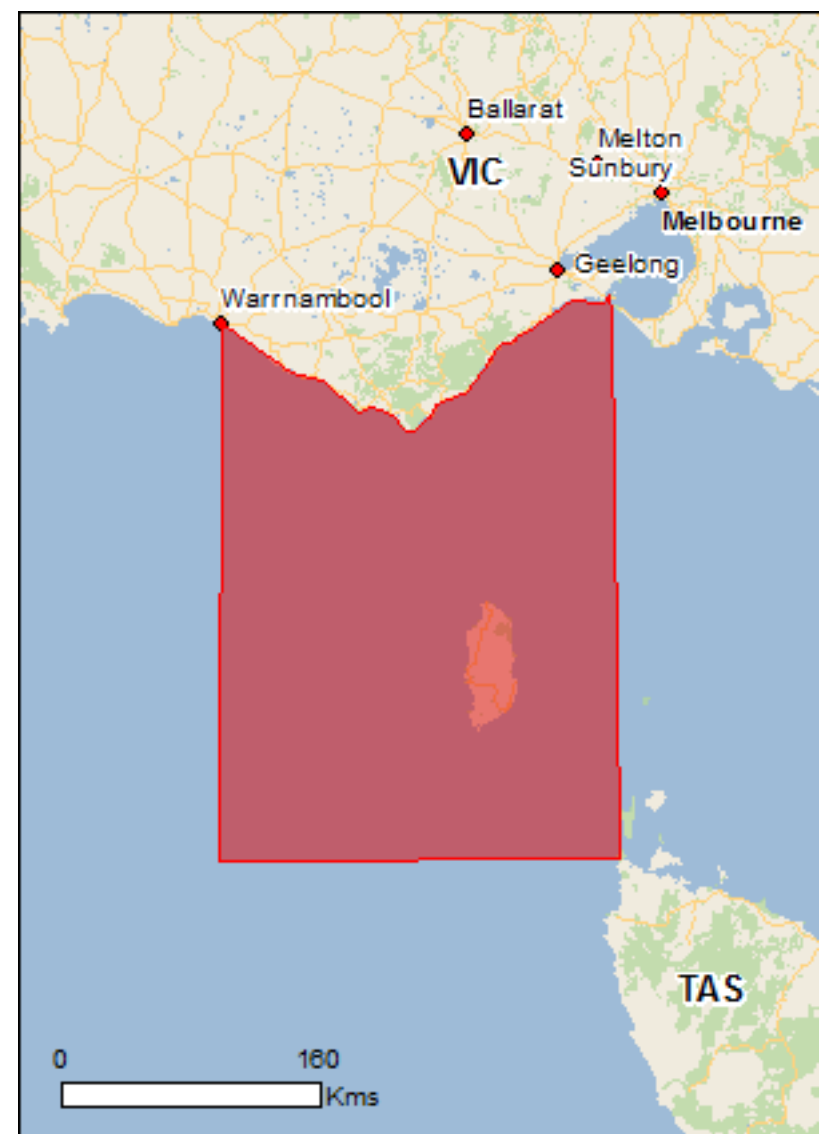 Ballarat
Melton
VIC
Sunbury
Melbourne
Geelong
Warrnambool
TAS
0 160
Kms